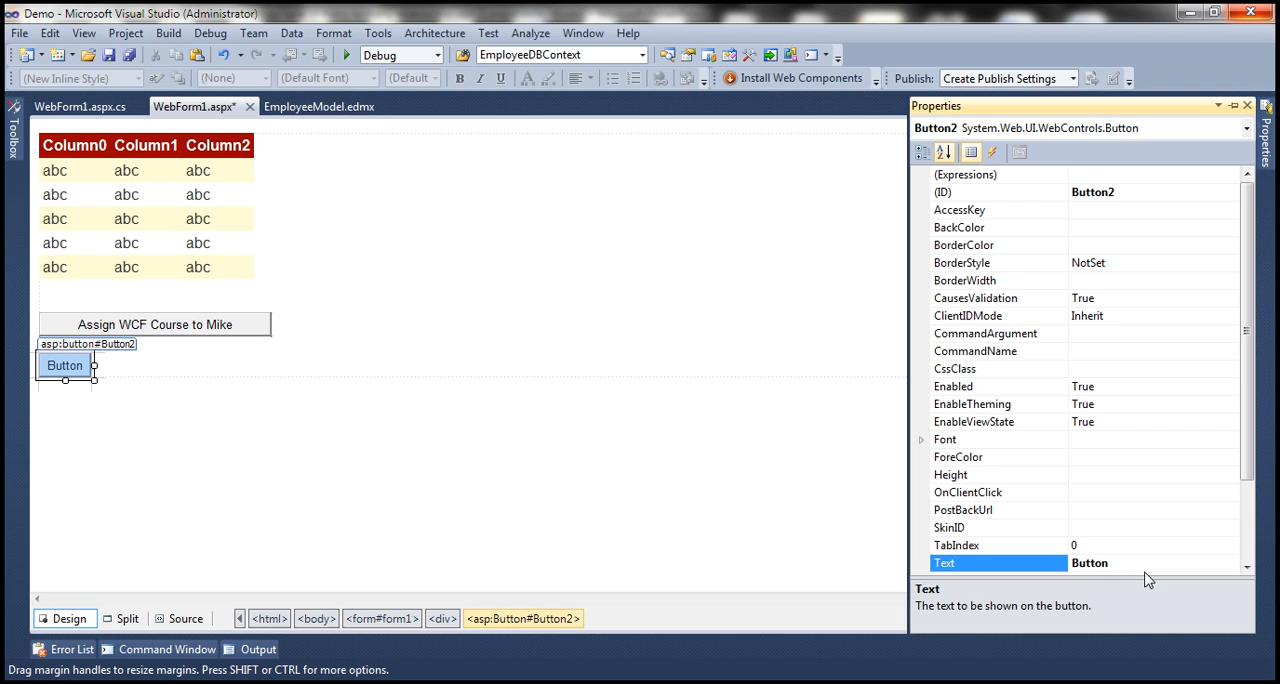 Demo - Microsoft Visual Studio (Administrator)
File Edit View Project Build Debug Team Data Format Tools Architecture Test Analyze Window Help
Debug EmployeeDBContext
(New Inline Style) (None) (Default Font) (Default B I U A Install Web Components Publish: Create Publish Settings
WebForm1.aspx.cs WebForm1.aspx* EmployeeModel.edmx
Toolbox
Column0 Column1 Column2
abc abc abc
abc abc abc
abc abc abc
abc abc abc
abc abc abc
Assign WCF Course to Mike
asp:button#Button2
Button
Design Split Source <html> <body> <form#form1> <div> <asp:Button#Button2>
Properties
Button2 System.Web.UI.WebControls.Button
(Expressions)
(ID) Button2
AccessKey
BackColor
BorderColor
BorderStyle NotSet
BorderWidth
CausesValidation True
ClientIDMode Inherit
CommandArgument
CommandName
CssClass
Enabled True
EnableTheming True
EnableViewState True
Font
ForeColor
Height
OnClientClick
PostBackUrl
SkinID
TabIndex 0
Text Button
Text
The text to be shown on the button.
Properties
Error List Command Window Output
Drag margin handles to resize margins. Press SHIFT or CTRL for more options.